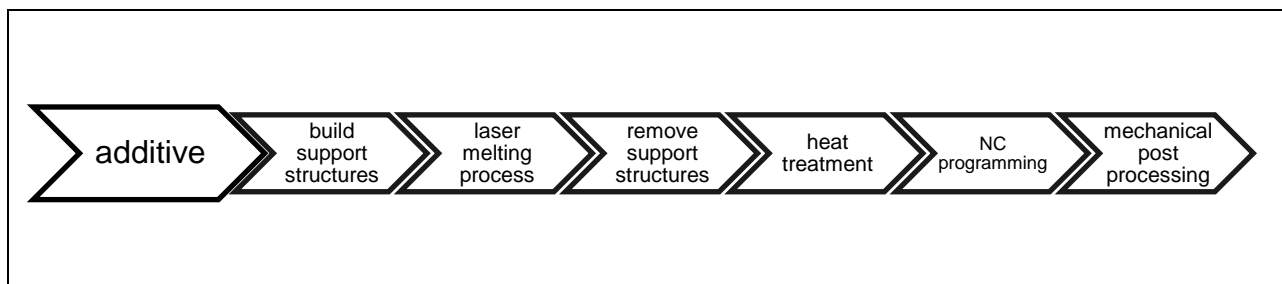 additive
build
support
structures
laser
melting
process
remove
support
structures
heat
treatment
NC
programming
mechanical
post
processing